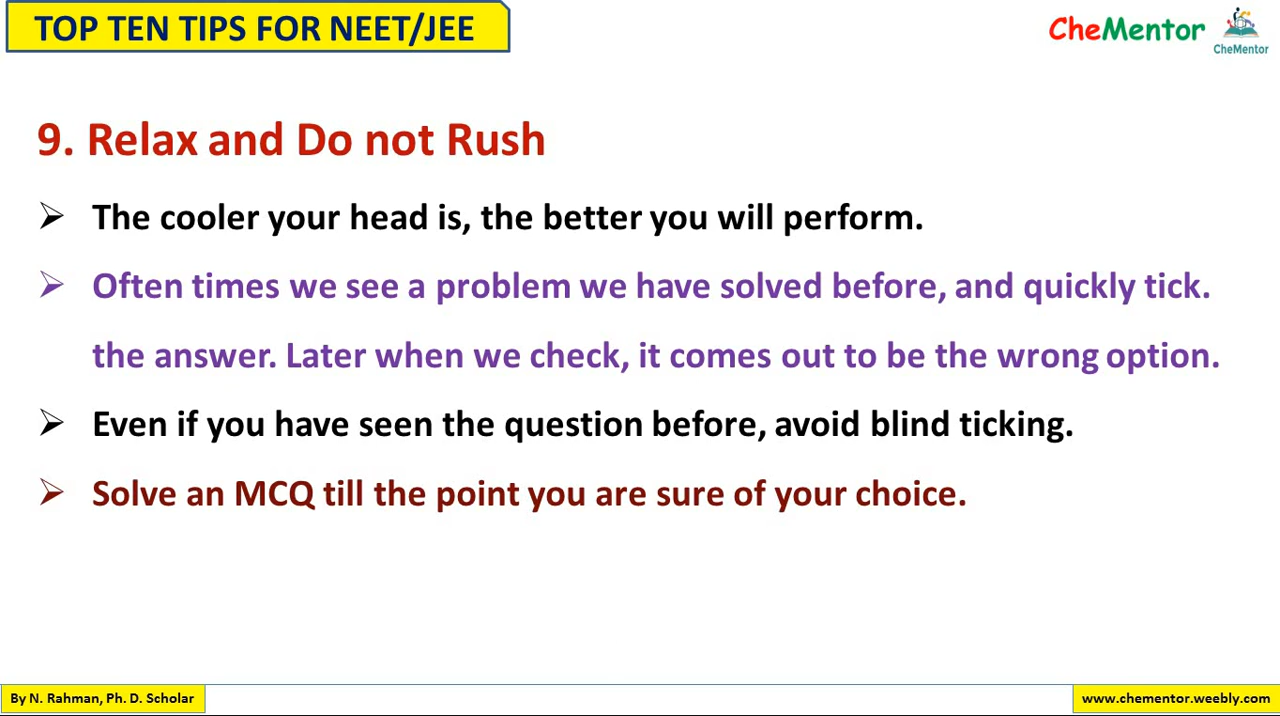 TOP TEN TIPS FOR NEET/JEE
CheMentor
CheMentor
9. Relax and Do not Rush
➢ The cooler your head is, the better you will perform.
➢ Often times we see a problem we have solved before, and quickly tick.
the answer. Later when we check, it comes out to be the wrong option.
➢ Even if you have seen the question before, avoid blind ticking.
➢ Solve an MCQ till the point you are sure of your choice.
By N. Rahman, Ph. D. Scholar
www.chementor.weebly.com